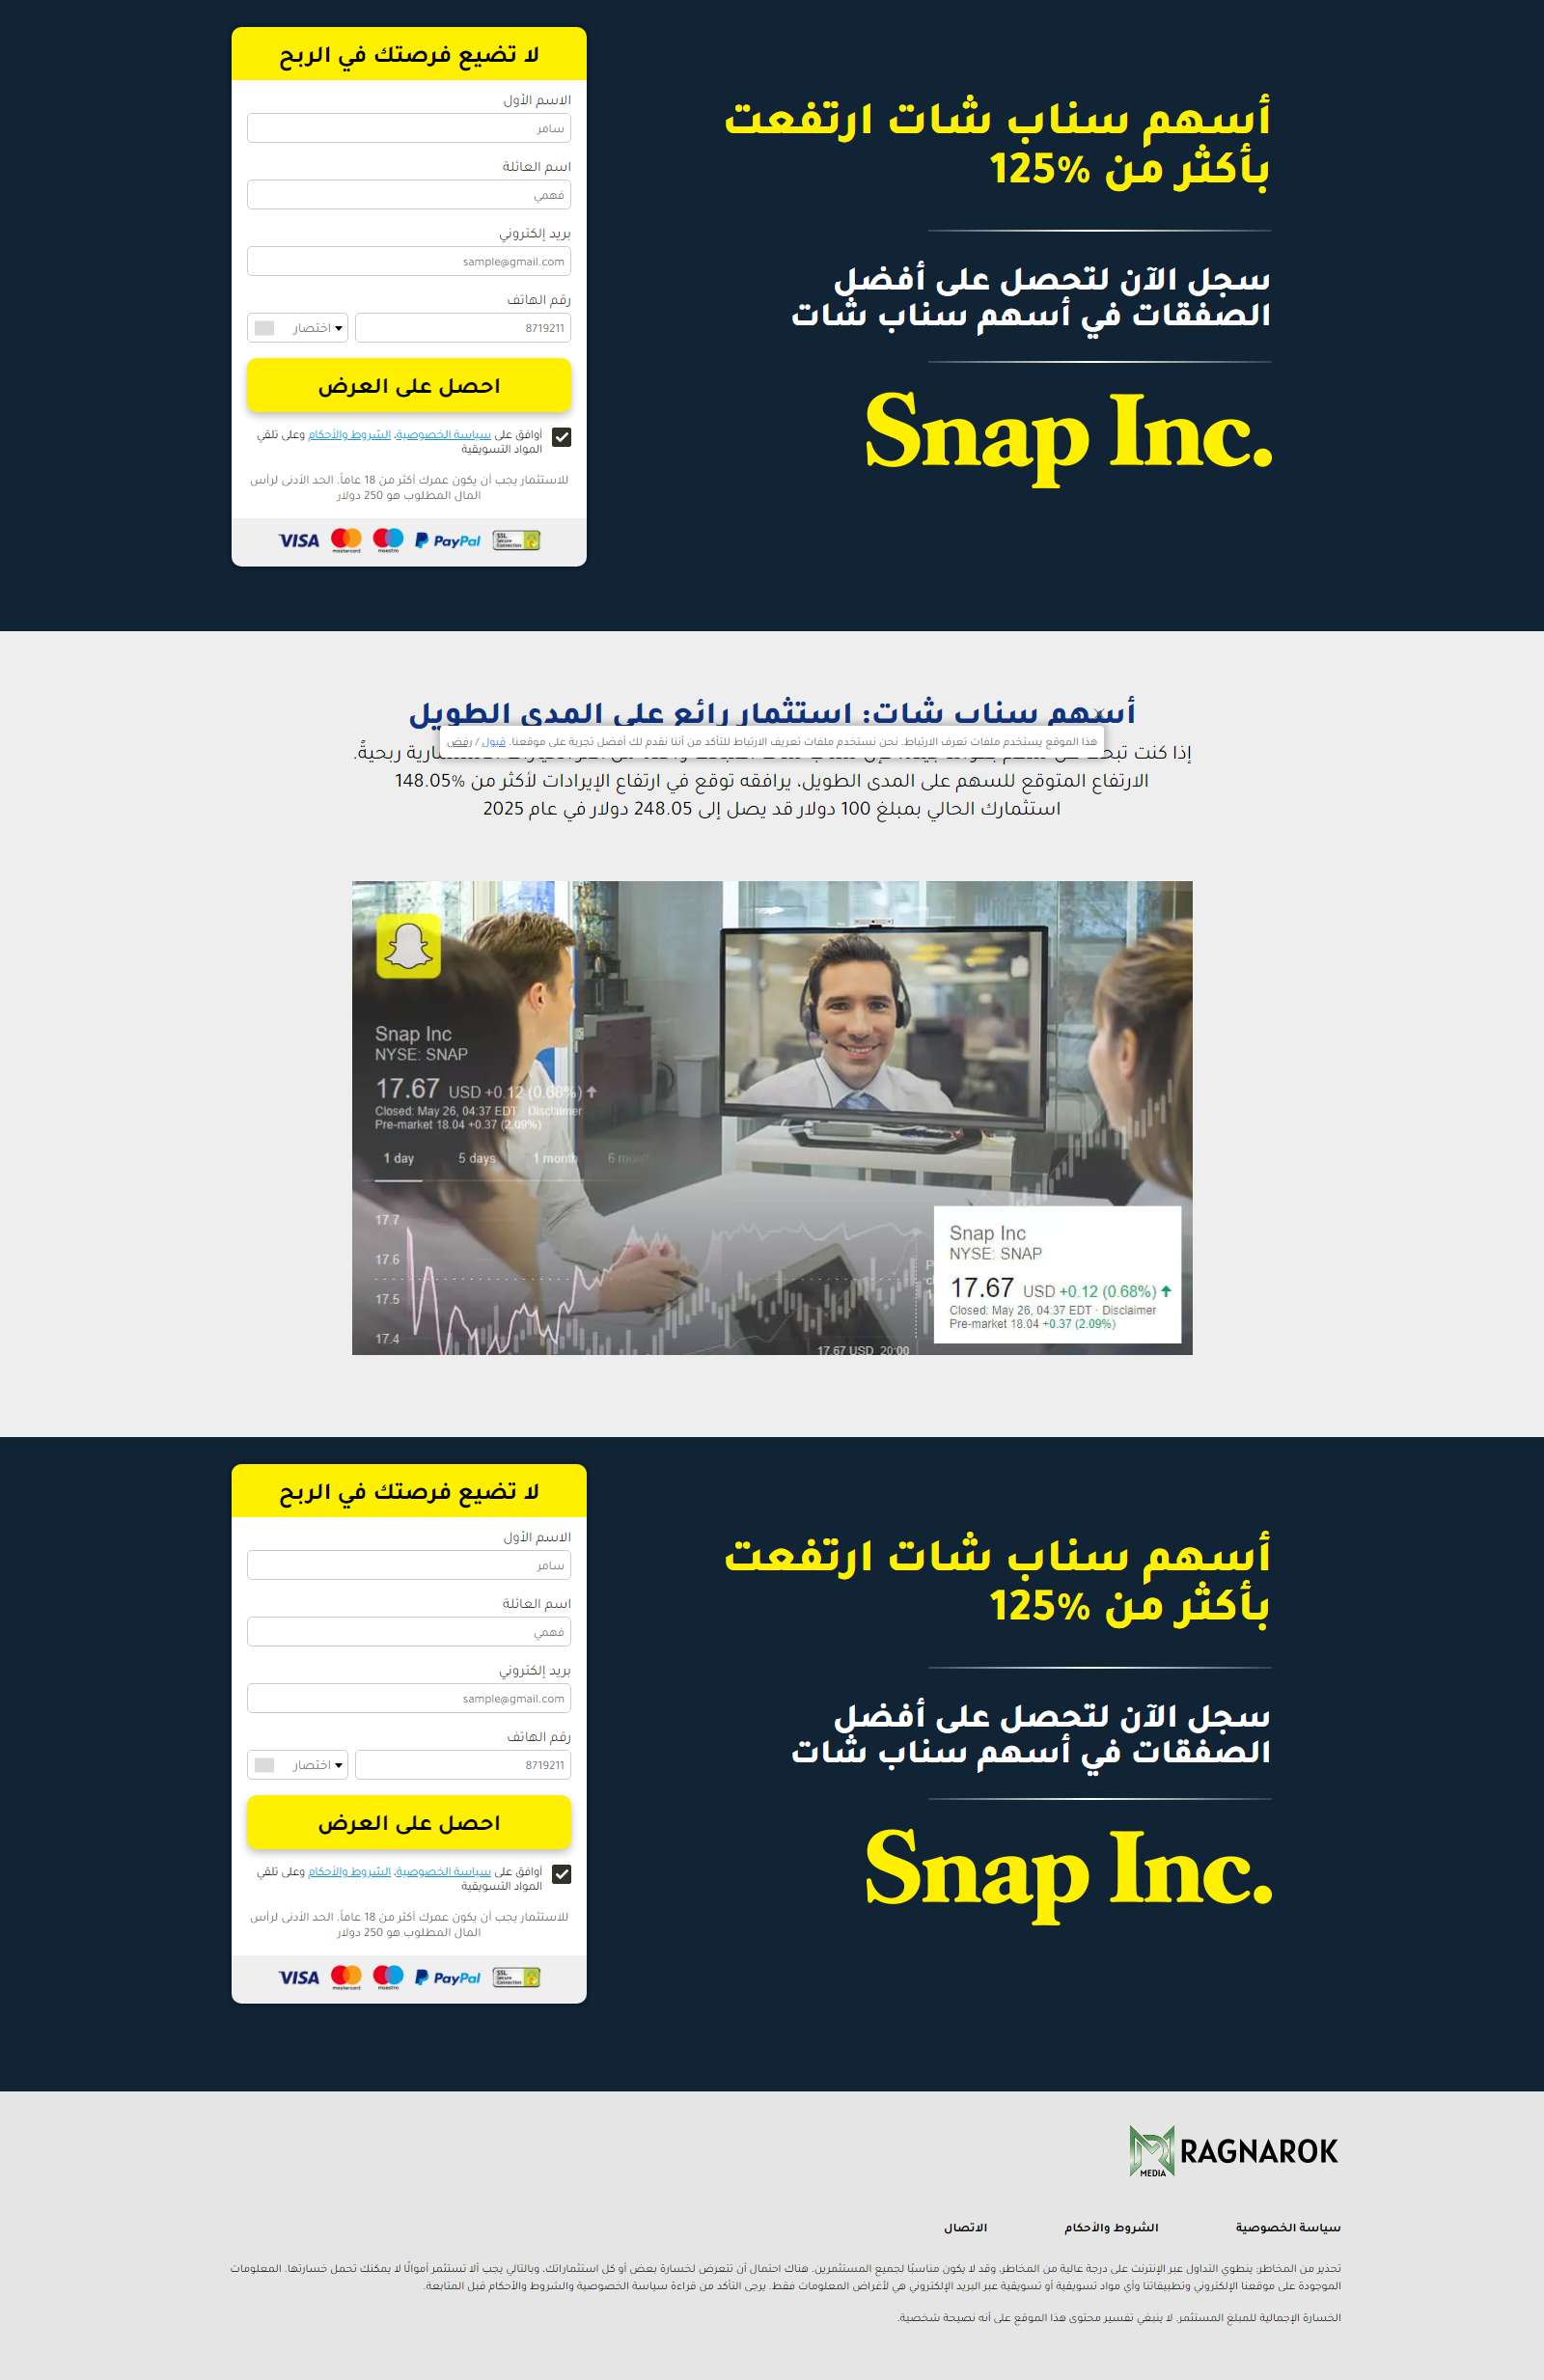 لا تضيع فرصتك في الربح
الاسم الأول
سامر
اسم العائلة
فهمي
بريد إلكتروني
sample@gmail.com
رقم الهاتف
8719211
اختصار
احصل على العرض
أوافق على سياسة الخصوصية، الشروط والأحكام وعلى تلقي
المواد التسويقية
للاستثمار يجب أن يكون عمرك أكثر من 18 عاماً. الحد الأدنى لرأس
المال المطلوب هو 250 دولار
VISA mastercard maestro PayPal SSL Secure Connection
أسهم سناب شات ارتفعت
بأكثر من 125%
سجل الآن لتحصل على أفضل
الصفقات في أسهم سناب شات
Snap Inc.
أسهم سناب شات: استثمار رائع على المدى الطويل
هذا الموقع يستخدم ملفات تعرف الارتباط. نحن نستخدم ملفات تعريف الارتباط للتأكد من أننا نقدم لك أفضل تجربة على موقعنا. قبول / رفض
إذا كنت ربحيةً.
الارتفاع المتوقع للسهم على المدى الطويل، يرافقه توقع في ارتفاع الإيرادات لأكثر من 148.05%
استثمارك الحالي بمبلغ 100 دولار قد يصل إلى 248.05 دولار في عام 2025
Snap Inc
NYSE: SNAP
17.67 USD +0.12 (0.68%)
Closed: May 26, 04:37 EDT · Disclaimer
Pre-market 18.04 +0.37 (2.09%)
1 day 5 days 1 month
17.7
17.6
17.5
17.4
17.67 USD 20:00
Snap Inc
NYSE: SNAP
17.67 USD +0.12 (0.68%)
Closed: May 26, 04:37 EDT · Disclaimer
Pre-market 18.04 +0.37 (2.09%)
لا تضيع فرصتك في الربح
الاسم الأول
سامر
اسم العائلة
فهمي
بريد إلكتروني
sample@gmail.com
رقم الهاتف
8719211
اختصار
احصل على العرض
أوافق على سياسة الخصوصية، الشروط والأحكام وعلى تلقي
المواد التسويقية
للاستثمار يجب أن يكون عمرك أكثر من 18 عاماً. الحد الأدنى لرأس
المال المطلوب هو 250 دولار
VISA mastercard maestro PayPal SSL Secure Connection
أسهم سناب شات ارتفعت
بأكثر من 125%
سجل الآن لتحصل على أفضل
الصفقات في أسهم سناب شات
Snap Inc.
MEDIA RAGNAROK
سياسة الخصوصية الشروط والأحكام الاتصال
تحذير من المخاطر: ينطوي التداول عبر الإنترنت على درجة عالية من المخاطر، وقد لا يكون مناسبًا لجميع المستثمرين. هناك احتمال أن تتعرض لخسارة بعض أو كل استثماراتك، وبالتالي يجب ألا تستثمر أموالًا لا يمكنك تحمل خسارتها. المعلومات
الموجودة على موقعنا الإلكتروني وتطبيقاتنا وأي مواد تسويقية أو تسويقية عبر البريد الإلكتروني هي لأغراض المعلومات فقط. يرجى التأكد من قراءة سياسة الخصوصية والشروط والأحكام قبل المتابعة.
الخسارة الإجمالية للمبلغ المستثمر. لا ينبغي تفسير محتوى هذا الموقع على أنه نصيحة شخصية.